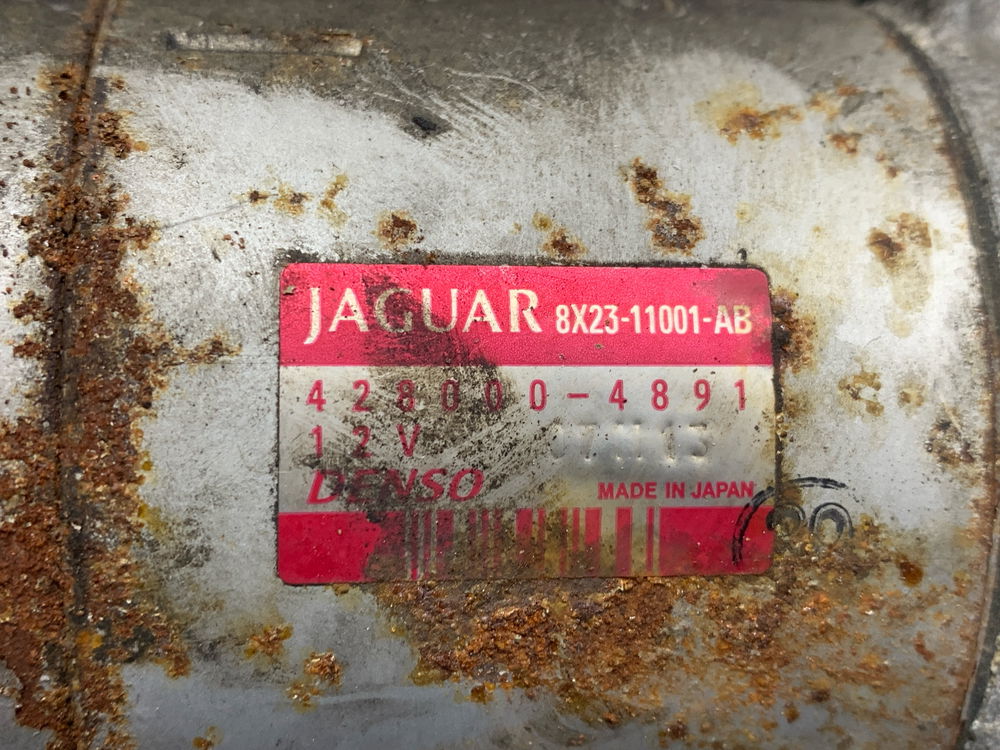 JAGUAR 8X23-11001-AB
428000-4891
12V
DENSO MADE IN JAPAN